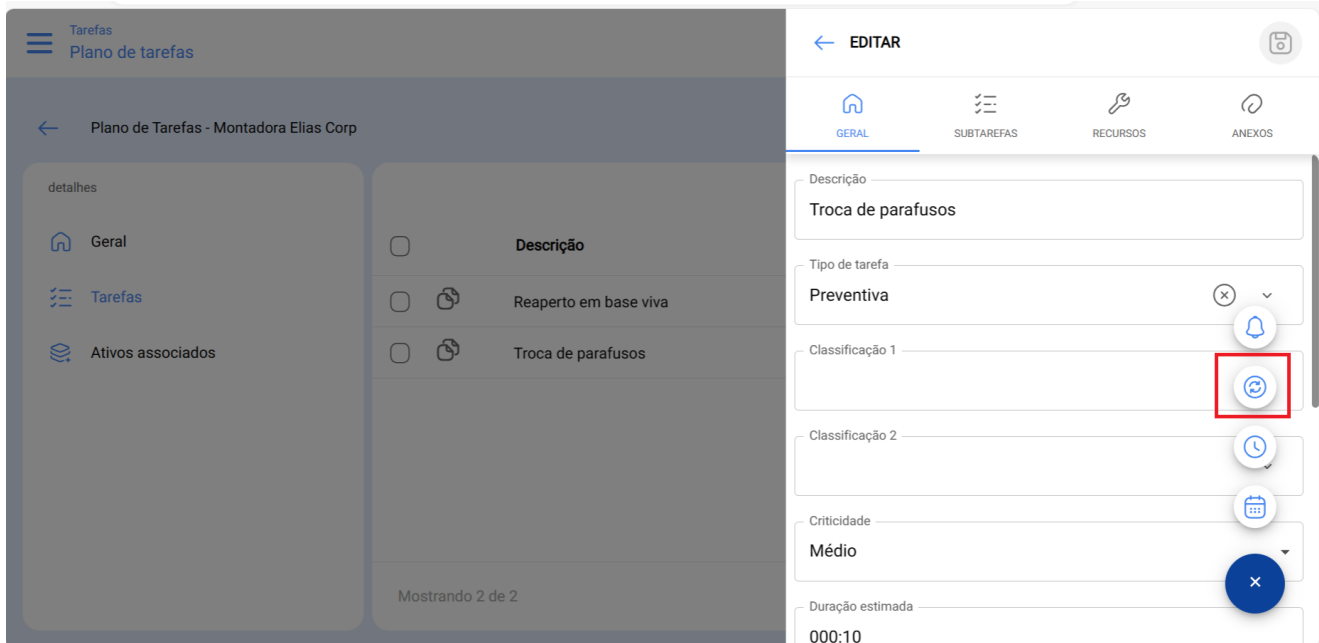 Tarefas
Plano de tarefas
Plano de Tarefas - Montadora Elias Corp
detalhes
Geral
Tarefas
Ativos associados
Descrição
Reaperto em base viva
Troca de parafusos
Mostrando 2 de 2
EDITAR
GERAL
SUBTAREFAS
RECURSOS
ANEXOS
Descrição
Troca de parafusos
Tipo de tarefa
Preventiva
Classificação 1
Classificação 2
Criticidade
Médio
Duração estimada
000:10